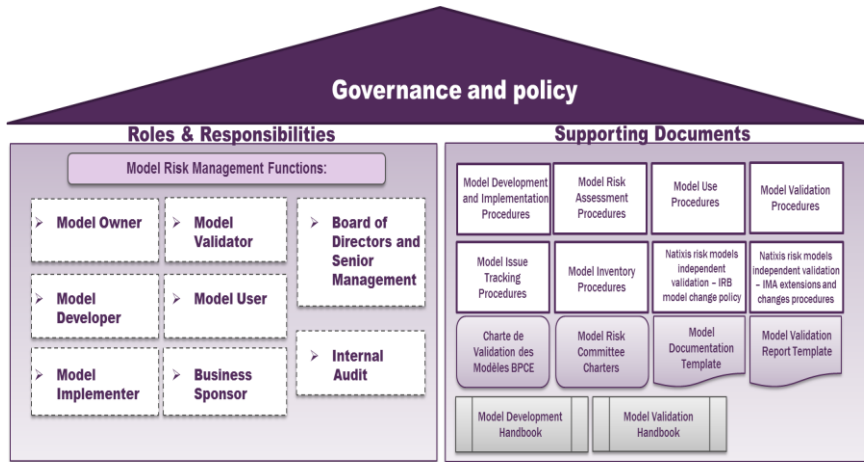 Governance and policy
Roles & Responsibilities
Model Risk Management Functions:
Model Owner
Model
Validator
Board of
Directors and
Senior
Management
Model
Developer
Model User
Model
Implementer
Business
Sponsor
Internal
Audit
Supporting Documents
Model Development
and Implementation
Procedures
Model Risk
Assessment
Procedures
Model Use
Procedures
Model Validation
Procedures
Model Issue
Tracking
Procedures
Model Inventory
Procedures
Natixis risk models
independent
validation – IRB
model change policy
Natixis risk models
independent validation
– IMA extensions and
changes procedures
Charte de
Validation des
Modèles BPCE
Model Risk
Committee
Charters
Model
Documentation
Template
Model Validation
Report Template
Model Development
Handbook
Model Validation
Handbook